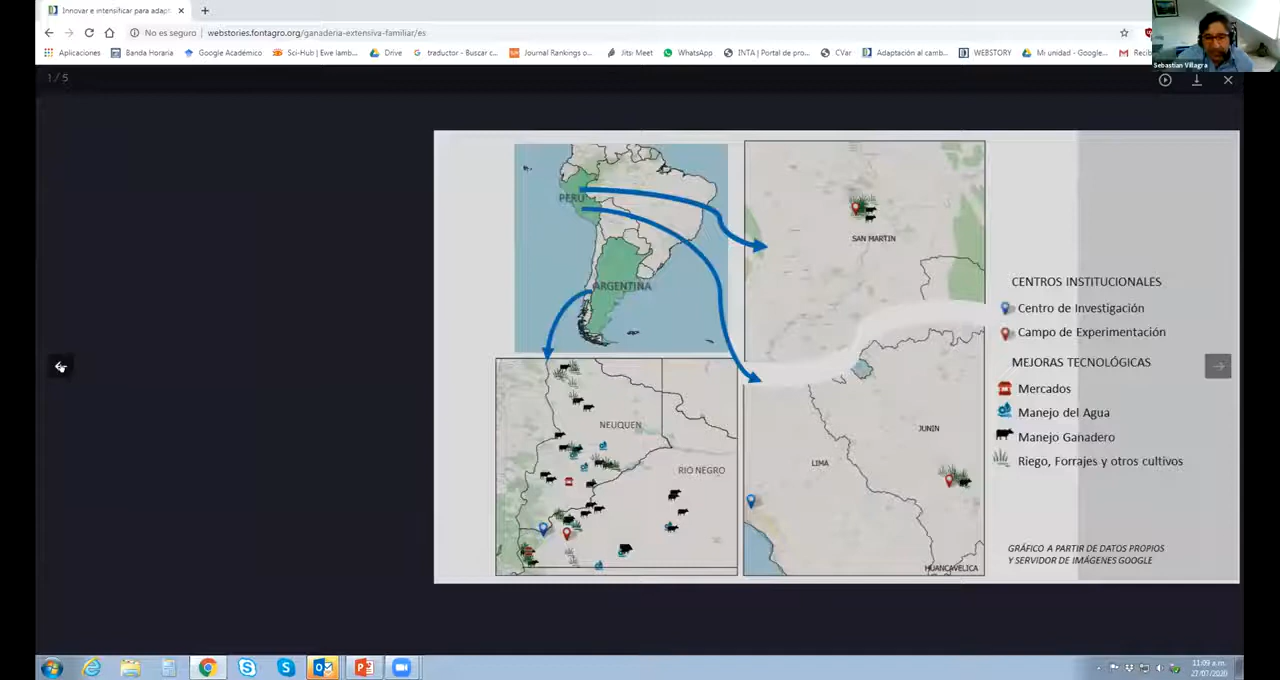 Innovar e intensificar para adap
No es seguro | webstories.fontagro.org/ganaderia-extensiva-familiar/es
Aplicaciones Banda Horaria Google Académico Sci-Hub | Ewe lamb... Drive traductor - Buscar c... Journal Rankings o... Jitsi Meet WhatsApp INTA | Portal de pro... CVar Adaptación al camb... WEBSTORY Mi unidad - Google... Recib
Sebastian Villagra
1 / 5
PERU
SAN MARTIN
ARGENTINA
CENTROS INSTITUCIONALES
Centro de Investigación
Campo de Experimentación
MEJORAS TECNOLÓGICAS
Mercados
Manejo del Agua
Manejo Ganadero
Riego, Forrajes y otros cultivos
NEUQUEN
RIO NEGRO
LIMA
JUNIN
HUANCAVELICA
GRÁFICO A PARTIR DE DATOS PROPIOS
Y SERVIDOR DE IMÁGENES GOOGLE
11:09 a.m.
27/07/2020